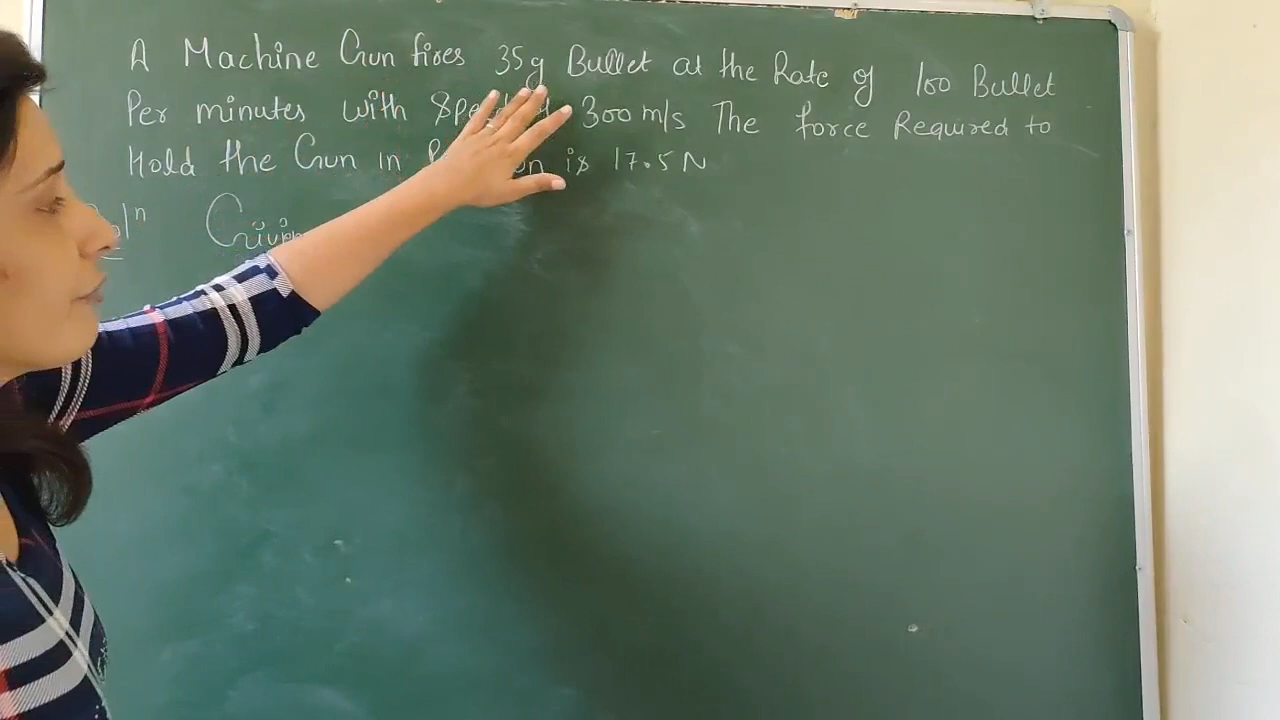 A Machine Gun fires 35g Bullet at the Rate of 100 Bullet
Per minutes with 300 m/s The force Required to
Hold the Gun in is 17.5 N
Given